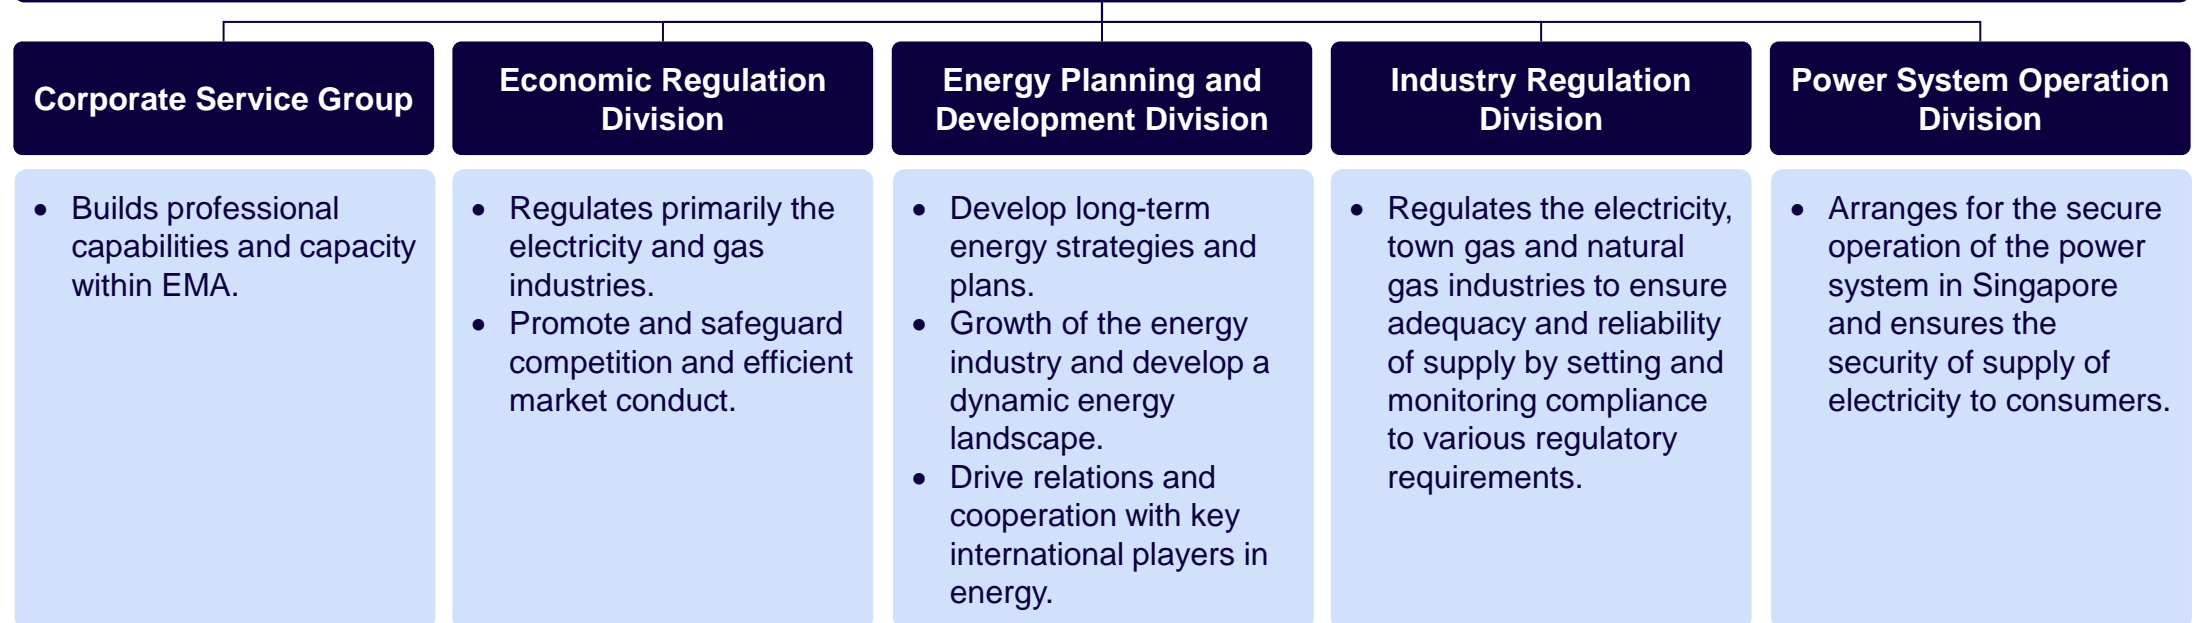 Corporate Service Group
Economic Regulation
Division
Energy Planning and
Development Division
Industry Regulation
Division
Power System Operation
Division
• Builds professional
capabilities and capacity
within EMA.
• Regulates primarily the
electricity and gas
industries.
• Promote and safeguard
competition and efficient
market conduct.
• Develop long-term
energy strategies and
plans.
• Growth of the energy
industry and develop a
dynamic energy
landscape.
• Drive relations and
cooperation with key
international players in
energy.
• Regulates the electricity,
town gas and natural
gas industries to ensure
adequacy and reliability
of supply by setting and
monitoring compliance
to various regulatory
requirements.
• Arranges for the secure
operation of the power
system in Singapore
and ensures the
security of supply of
electricity to consumers.